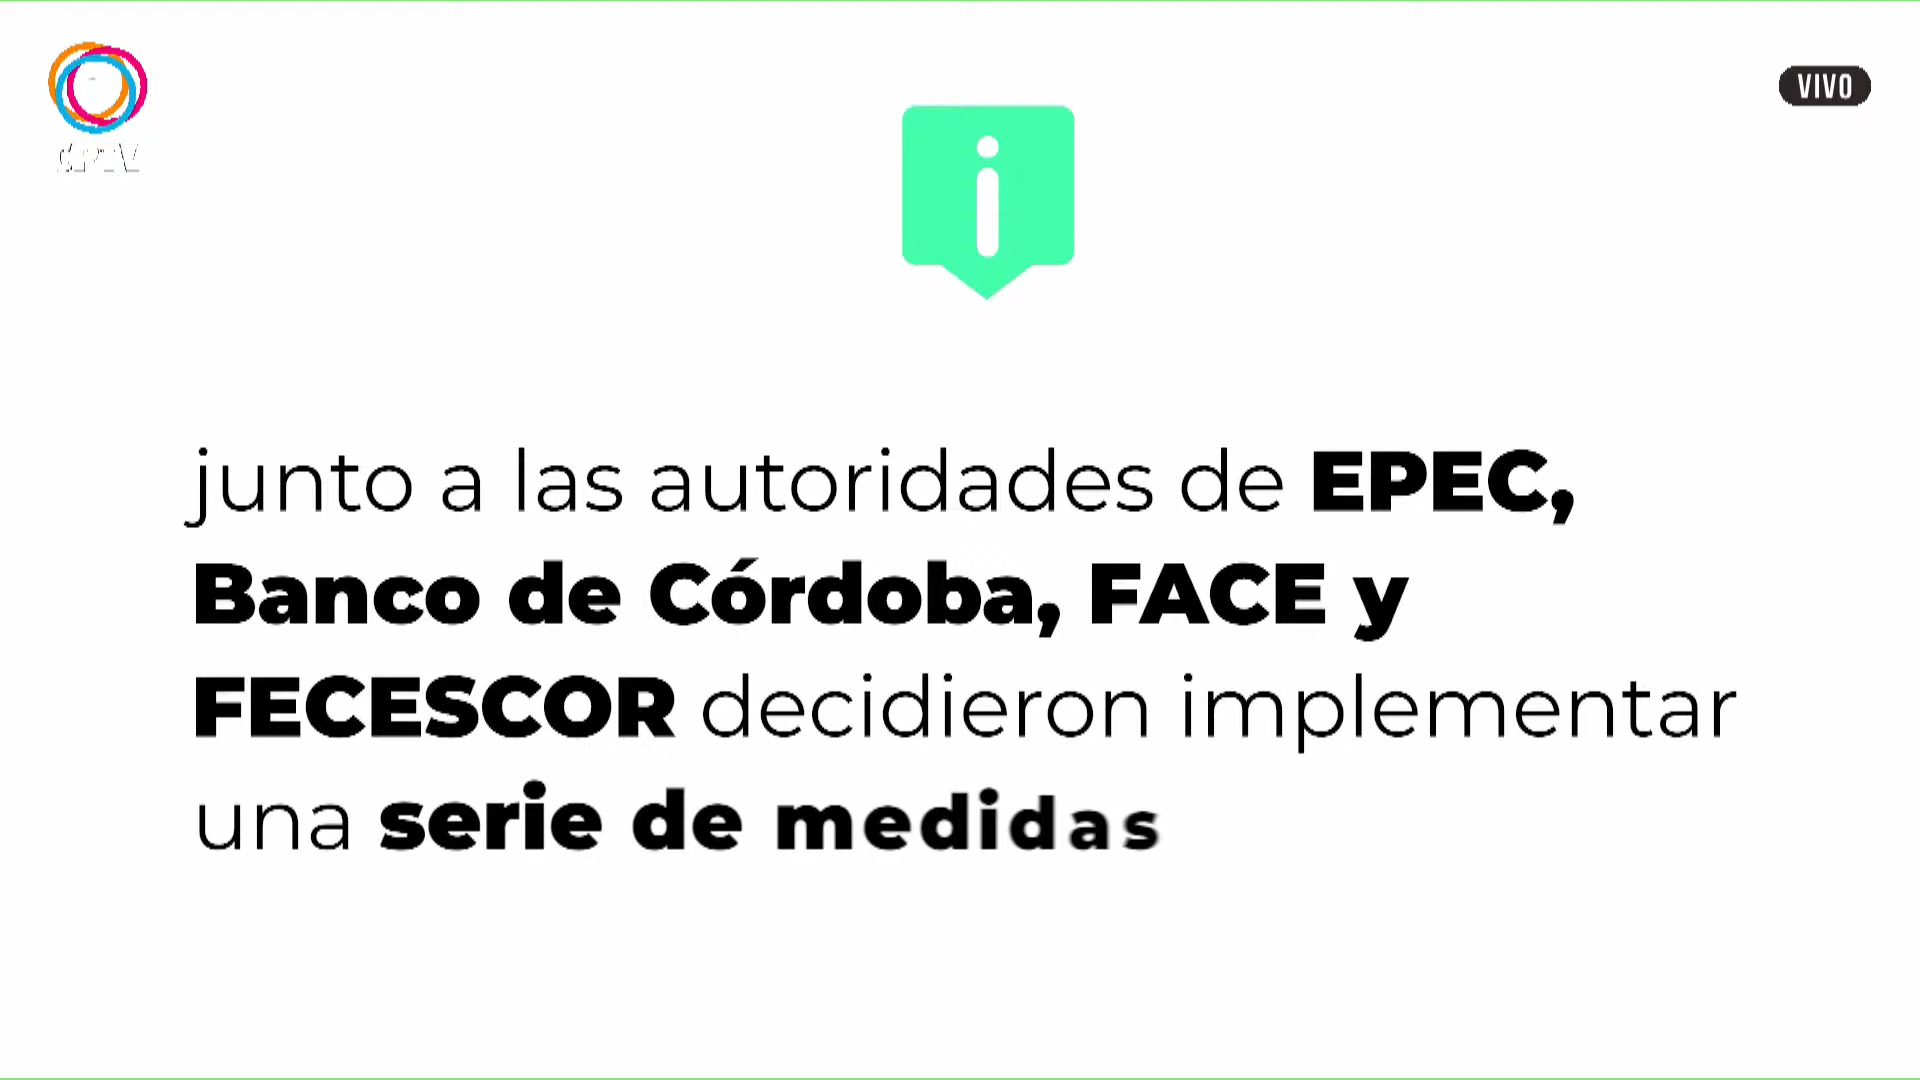 VIVO
i
junto a las autoridades de EPEC,
Banco de Córdoba, FACE y
FECESCOR decidieron implementar
una serie de medidas